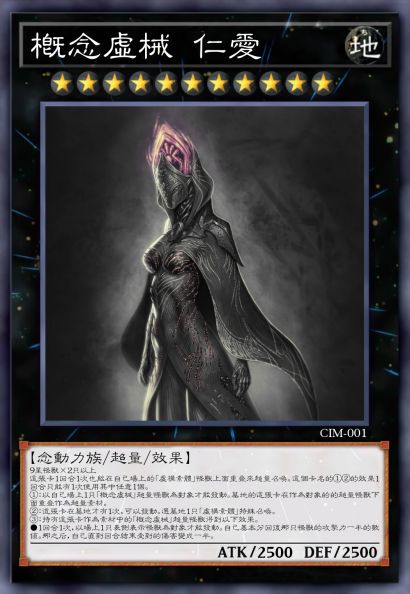 概念虛械 仁愛
地
CIM-001
【念動力族/超量/效果】
9星怪獸×2只以上
這張卡1回合1次也能在自己場上的「虛構素體」怪獸上面重疊來超量召喚。這個卡名的①②的效果1
回合只能有1次使用其中任意1個。
①:以自己場上1只「概念虛械」超量怪獸為對象才能發動。墓地的這張卡在作為對象的的超量怪獸下
面重疊作為超量素材。
②:這張卡在墓地才有1次,可以發動,選墓地1只「虛構素體」特殊召喚。
③:持有這張卡作為素材中的「概念虛械」超量怪獸得到以下效果。
●1回合1次,以場上1只表側表示怪獸為對象才能發動。自己基本分回復那只怪獸的攻擊力一半的數
值。那之後,自己直到回合結束受到的傷害變成一半。
ATK/2500 DEF/2500